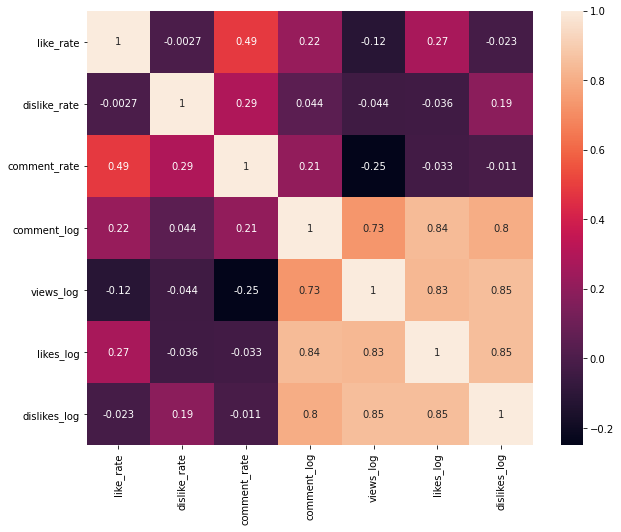 like_rate 1 -0.0027 0.49 0.22 -0.12 0.27 -0.023
dislike_rate -0.0027 1 0.29 0.044 -0.044 -0.036 0.19
comment_rate 0.49 0.29 1 0.21 -0.25 -0.033 -0.011
comment_log 0.22 0.044 0.21 1 0.73 0.84 0.8
views_log -0.12 -0.044 -0.25 0.73 1 0.83 0.85
likes_log 0.27 -0.036 -0.033 0.84 0.83 1 0.85
dislikes_log -0.023 0.19 -0.011 0.8 0.85 0.85 1
like_rate dislike_rate comment_rate comment_log views_log likes_log dislikes_log
1.0
0.8
0.6
0.4
0.2
0.0
−0.2